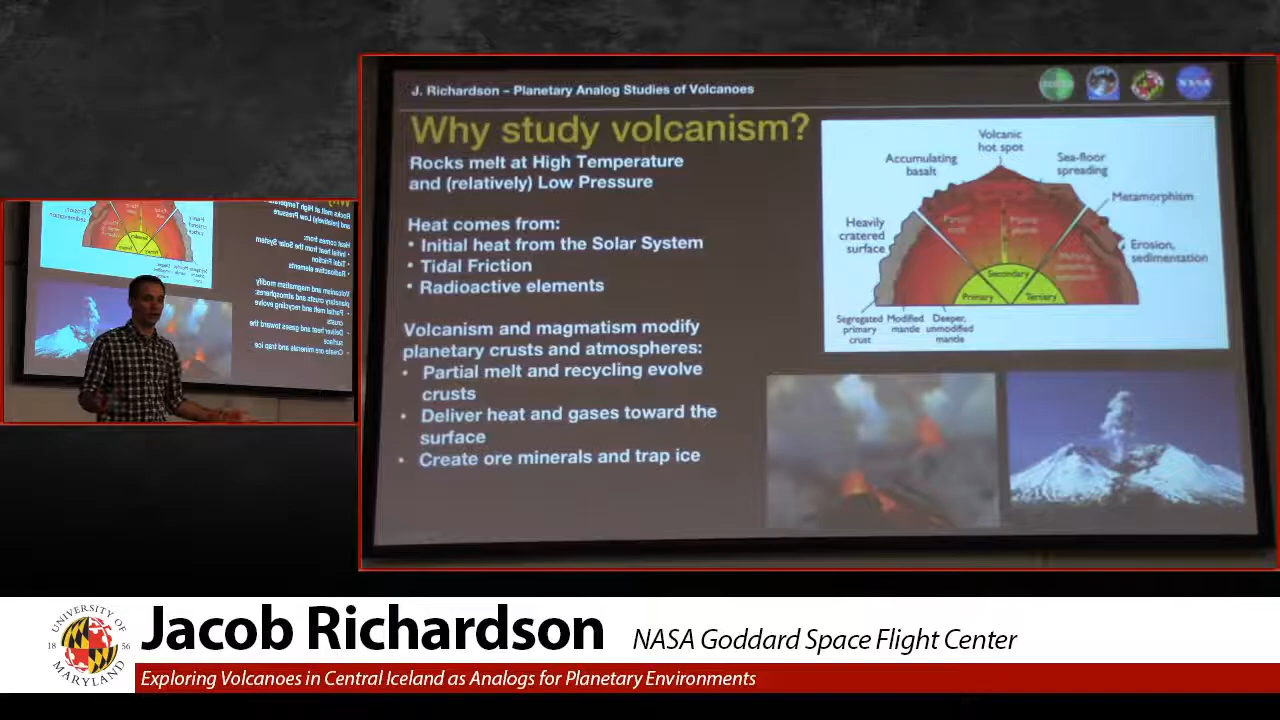 J. Richardson – Planetary Analog Studies of Volcanoes
NASA
Why study volcanism?
Rocks melt at High Temperature
and (relatively) Low Pressure
Heat comes from:
• Initial heat from the Solar System
• Tidal Friction
• Radioactive elements
Volcanism and magmatism modify
planetary crusts and atmospheres:
• Partial melt and recycling evolve
crusts
• Deliver heat and gases toward the
surface
• Create ore minerals and trap ice
Volcanic
hot spot
Accumulating
basalt
Sea-floor
spreading
Metamorphism
Heavily
cratered
surface
Erosion,
sedimentation
Secondary
Primary
Tertiary
Segregated
primary
crust
Modified
mantle
Deeper,
unmodified
mantle
UNIVERSITY OF
18 56
MARYLAND
Jacob Richardson NASA Goddard Space Flight Center
Exploring Volcanoes in Central Iceland as Analogs for Planetary Environments